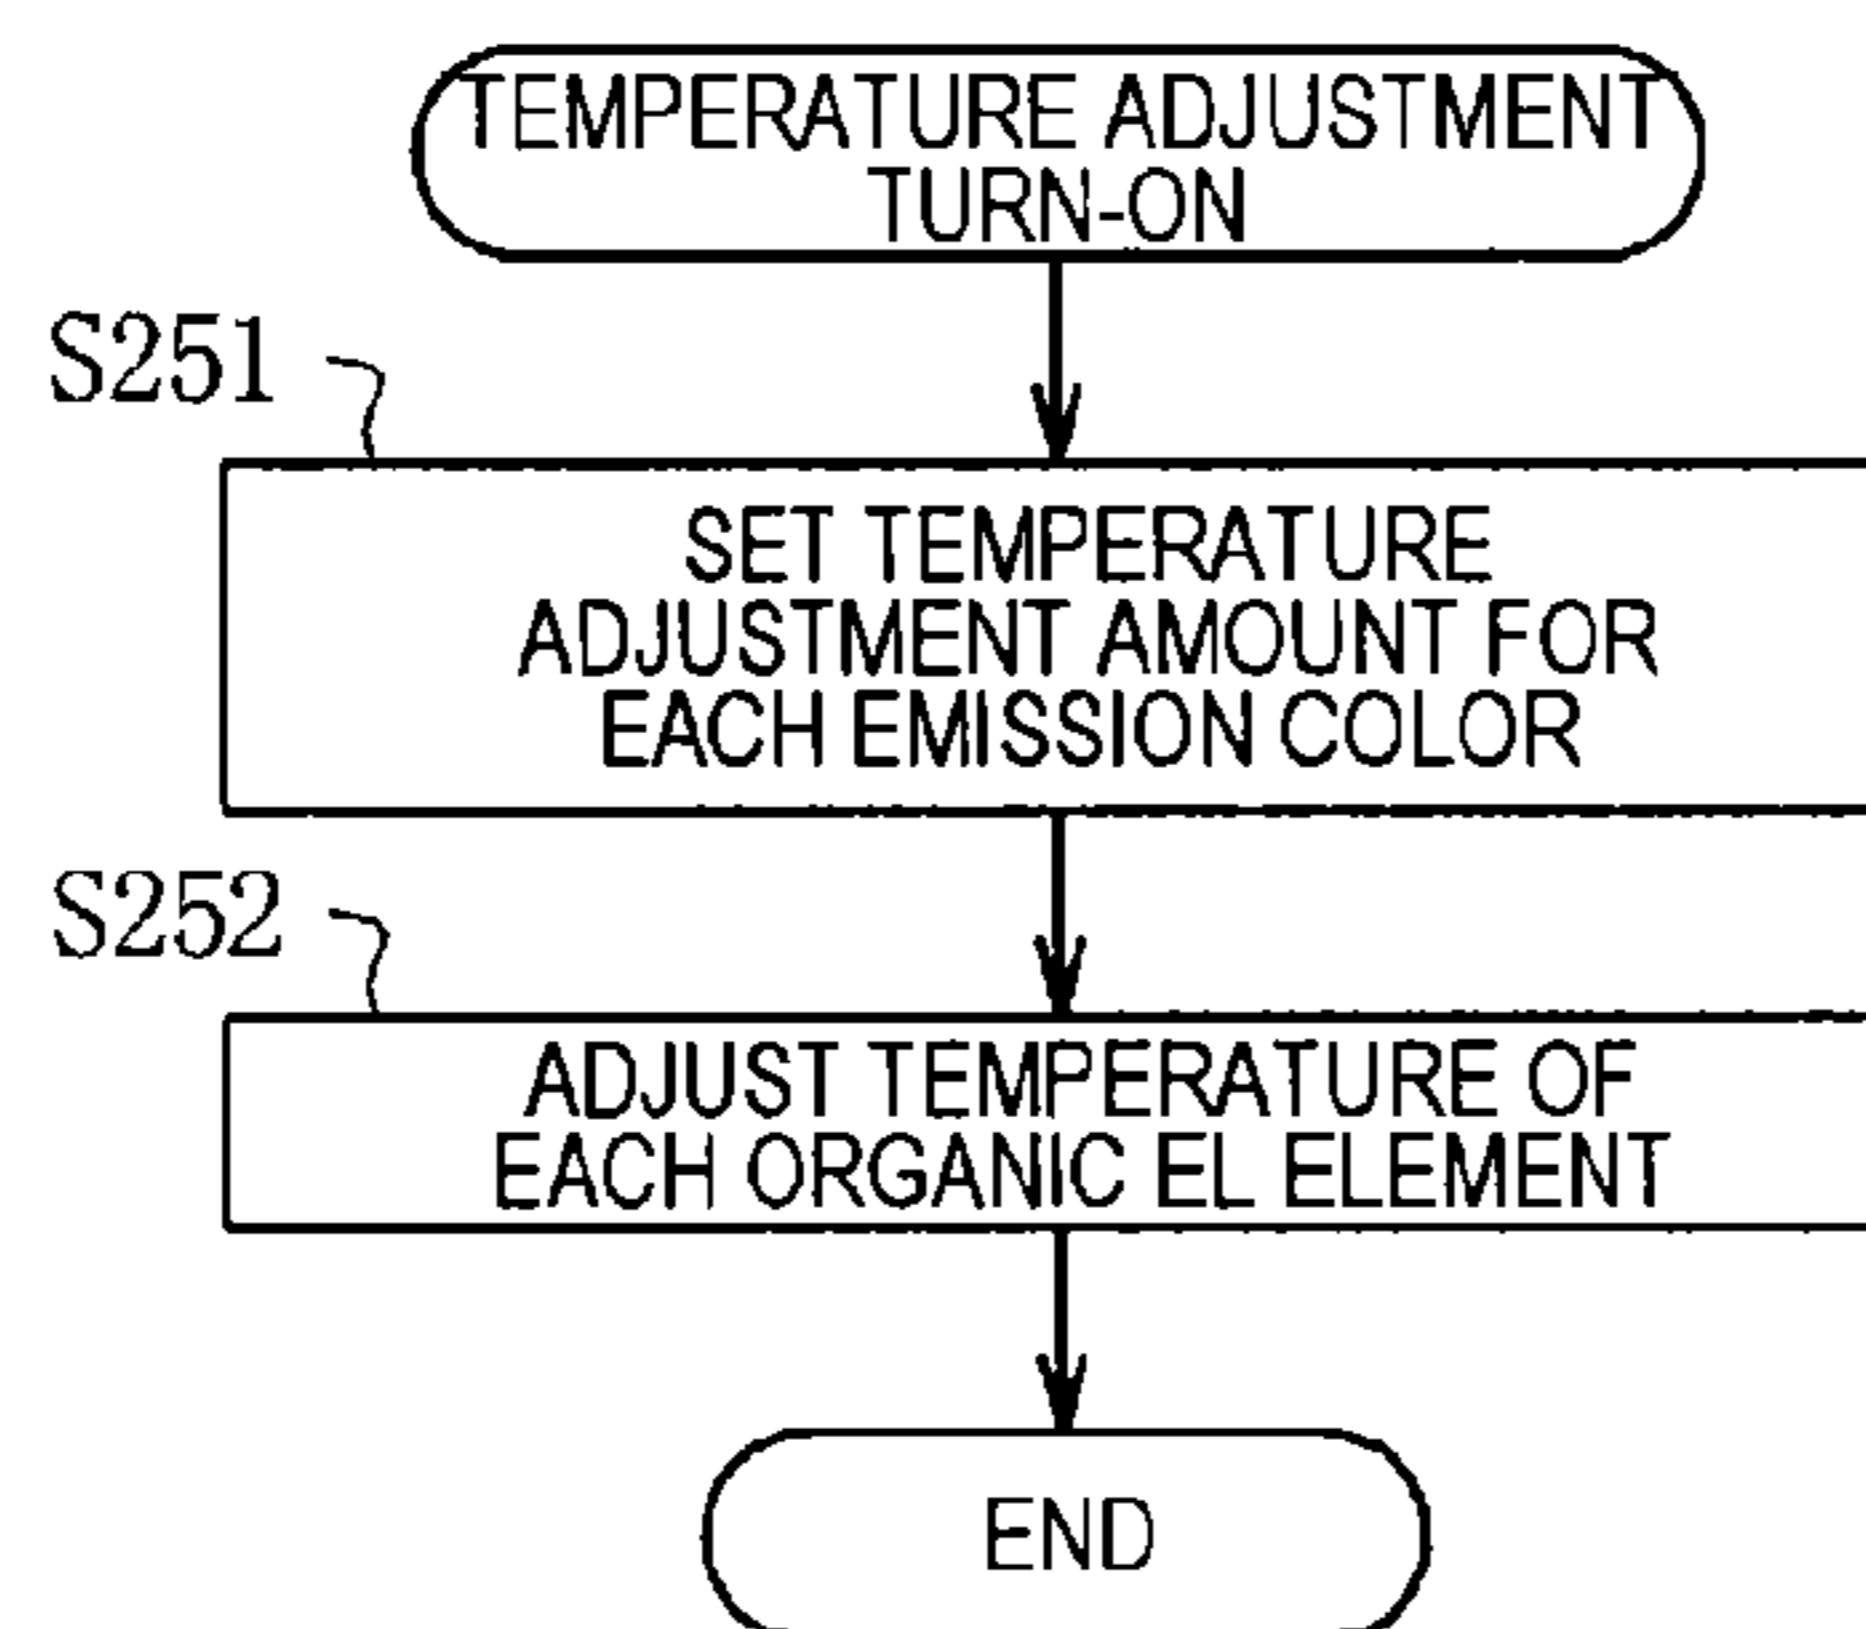 TEMPERATURE ADJUSTMENT
TURN-ON
S251
SET TEMPERATURE
ADJUSTMENT AMOUNT FOR
EACH EMISSION COLOR
S252
ADJUST TEMPERATURE OF
EACH ORGANIC EL ELEMENT
END